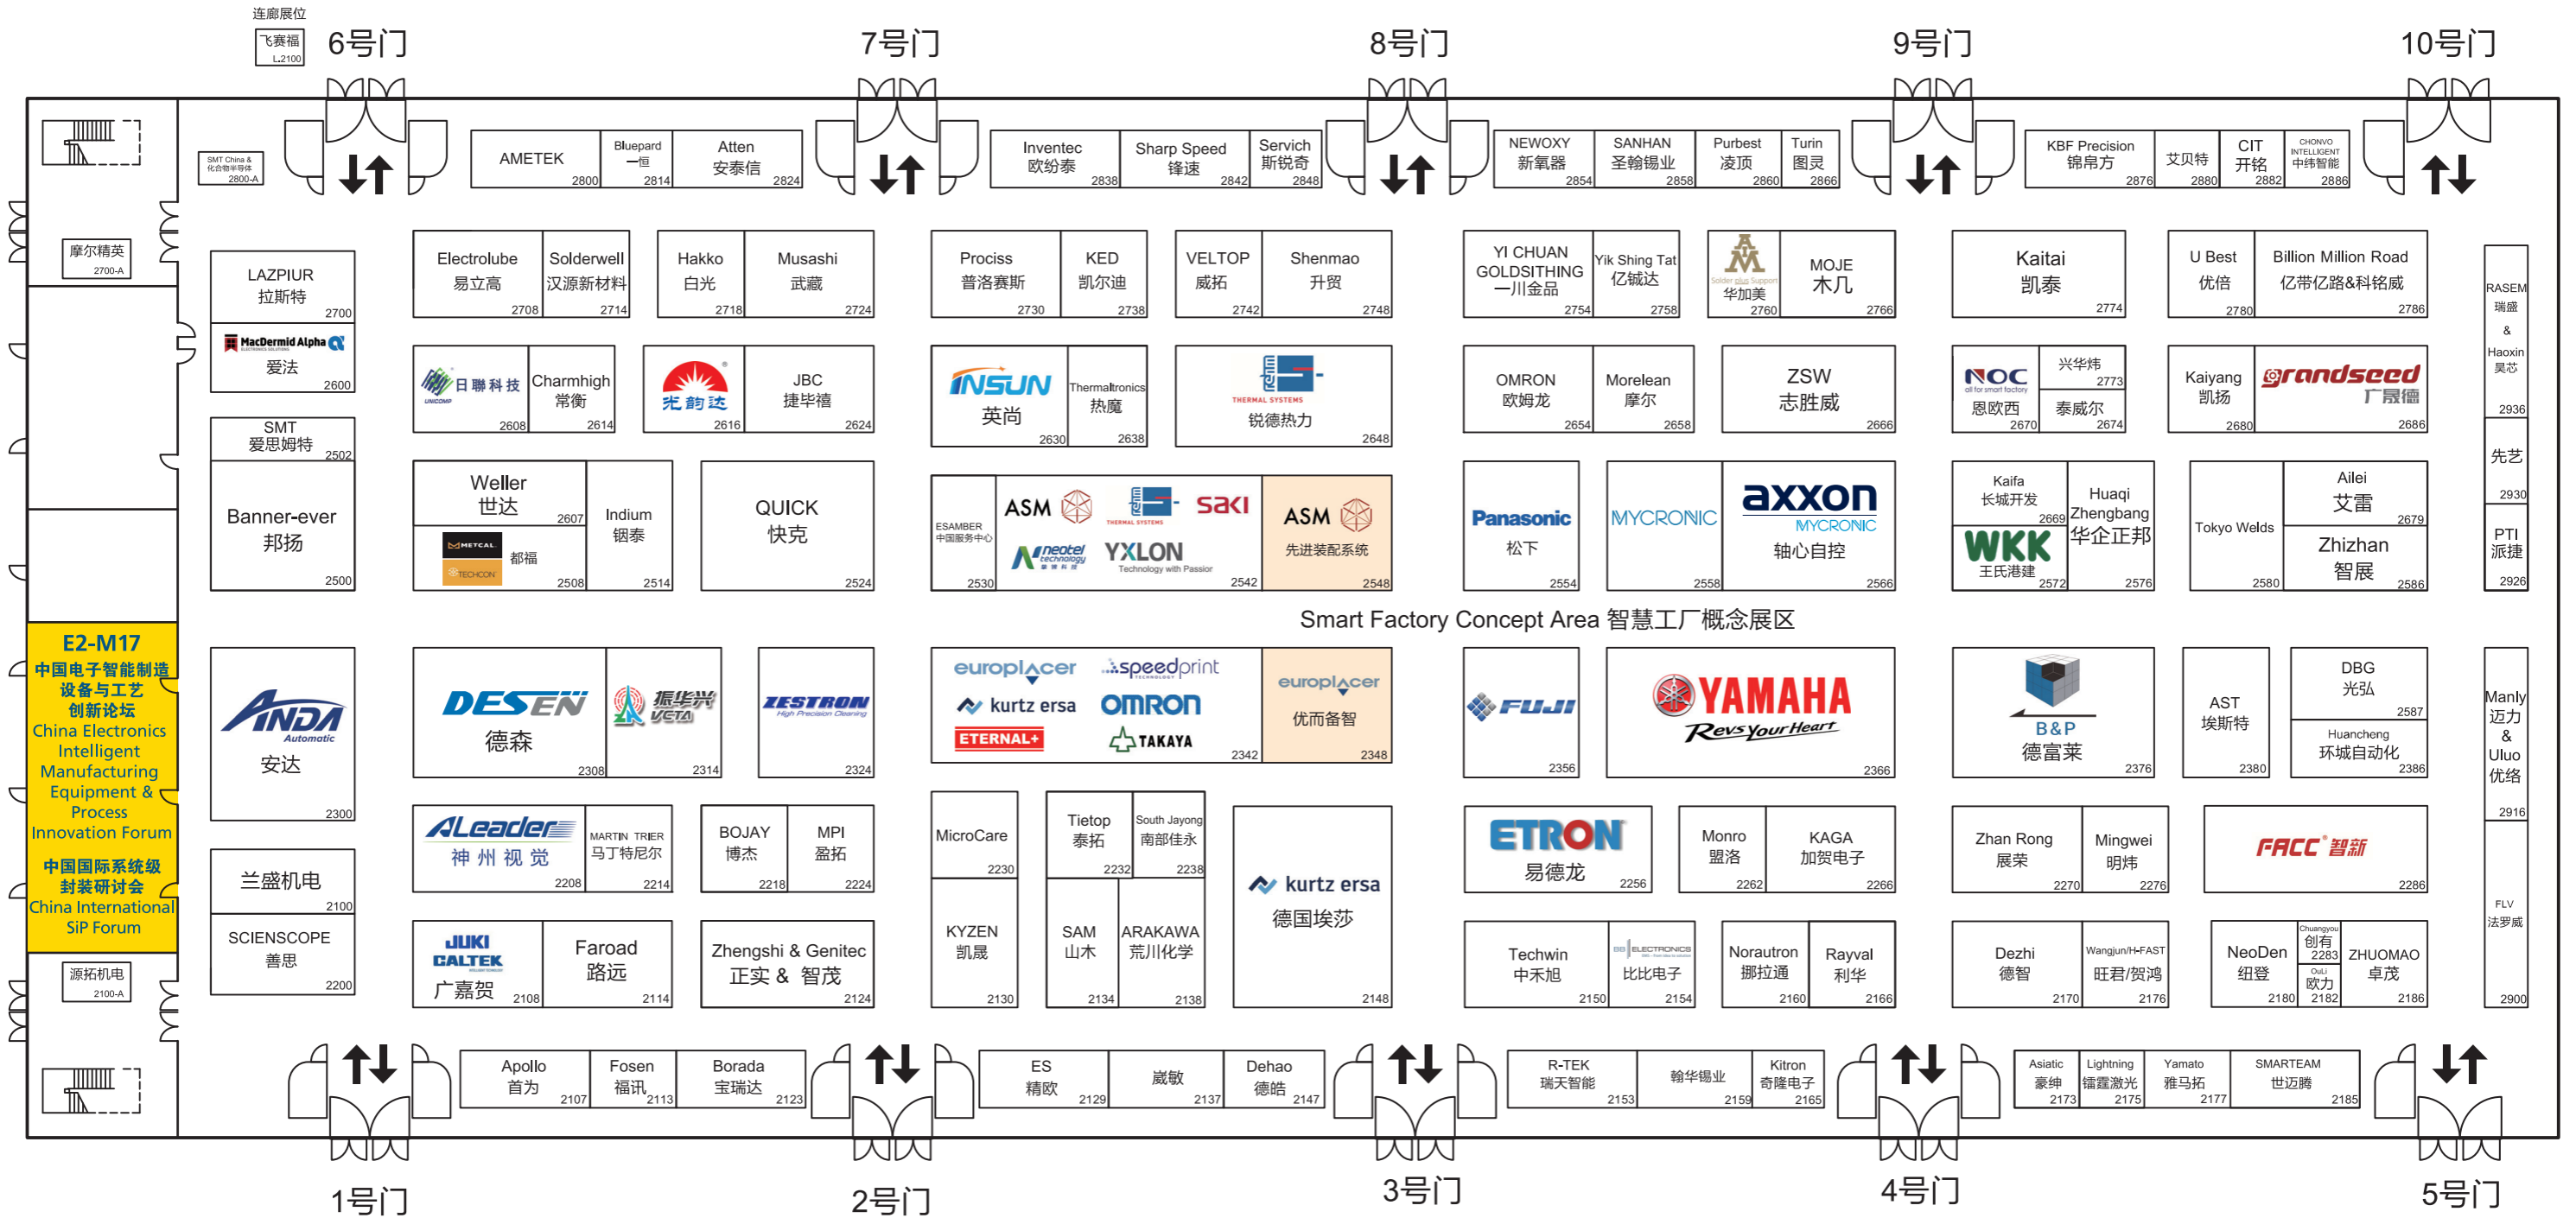 连廊展位
飞赛福
L.2100
6号门
7号门
8号门
9号门
10号门
SMT China &
化合物半导体
2800-A
AMETEK
2800
Bluepard
一恒
2814
Atten
安泰信
2824
Inventec
欧纷泰
2838
Sharp Speed
锋速
2842
Servich
斯锐奇
2848
NEWOXY
新氧器
2854
SANHAN
圣翰锡业
2858
Purbest
凌顶
2860
Turin
图灵
2866
KBF Precision
锦帛方
2876
艾贝特
2880
CIT
开铭
2882
CHONVO
INTELLIGENT
中纬智能
2886
摩尔精英
2700-A
LAZPIUR
拉斯特
2700
MacDermid Alpha
ELECTRONICS SOLUTIONS
爱法
2600
Electrolube
易立高
2708
Solderwell
汉源新材料
2714
Hakko
白光
2718
Musashi
武藏
2724
Prociss
普洛赛斯
2730
KED
凯尔迪
2738
VELTOP
威拓
2742
Shenmao
升贸
2748
YI CHUAN
GOLDSITHING
一川金品
2754
Yik Shing Tat
亿铖达
2758
AIM
Solder plus Support
华加美
2760
MOJE
木几
2766
Kaitai
凯泰
2774
U Best
优倍
2780
Billion Million Road
亿带亿路&科铭威
2786
RASEM
瑞盛
&
Haoxin
昊芯
2936
UNICOMP
日聯科技
2608
Charmhigh
常衡
2614
光韵达
2616
JBC
捷毕禧
2624
INSUN
英尚
2630
Thermaltronics
热魔
2638
rehm
THERMAL SYSTEMS
锐德热力
2648
OMRON
欧姆龙
2654
Morelean
摩尔
2658
ZSW
志胜威
2666
NOC
all for smart factory
恩欧西
2670
兴华炜
2773
泰威尔
2674
Kaiyang
凯扬
2680
grandseed
广晟德
2686
SMT
爱思姆特
2502
Banner-ever
邦扬
2500
Weller
世达
2607
METCAL
TECHCON
都福
2508
Indium
铟泰
2514
QUICK
快克
2524
ESAMBER
中国服务中心
2530
ASM
rehm
THERMAL SYSTEMS
SAKI
neotel
technology
YXLON
Technology with Passion
2542
ASM
先进装配系统
2548
Panasonic
松下
2554
MYCRONIC
2558
axxon
MYCRONIC
轴心自控
2566
Kaifa
长城开发
2669
WKK
王氏港建
2572
Huaqi
Zhengbang
华企正邦
2576
Tokyo Welds
2580
Ailei
艾雷
2679
Zhizhan
智展
2586
先艺
2930
PTI
派捷
2926
Smart Factory Concept Area 智慧工厂概念展区
E2-M17
中国电子智能制造
设备与工艺
创新论坛
China Electronics
Intelligent
Manufacturing
Equipment &
Process
Innovation Forum
中国国际系统级
封装研讨会
China International
SiP Forum
ANDA
Automatic
安达
2300
DESEN
德森
2308
振华兴
VCTA
2314
ZESTRON
High Precision Cleaning
2324
europlacer
speedprint
TECHNOLOGY
kurtz ersa
OMRON
ETERNAL+
TAKAYA
2342
europlacer
优而备智
2348
FUJI
2356
YAMAHA
Revs Your Heart
2366
B&P
德富莱
2376
AST
埃斯特
2380
DBG
光弘
2587
Huancheng
环城自动化
2386
Manly
迈力
&
Uluo
优络
2916
兰盛机电
2100
SCIENSCOPE
善思
2200
ALeader
神州视觉
2208
MARTIN TRIER
马丁特尼尔
2214
BOJAY
博杰
2218
MPI
盈拓
2224
MicroCare
2230
Tietop
泰拓
2232
South Jayong
南部佳永
2238
kurtz ersa
德国埃莎
2148
ETRON
易德龙
2256
Monro
盟洛
2262
KAGA
加贺电子
2266
Zhan Rong
展荣
2270
Mingwei
明炜
2276
FACC®智新
2286
FLV
法罗威
2900
源拓机电
2100-A
JUKI
CALTEK
广嘉贺
2108
Faroad
路远
2114
Zhengshi & Genitec
正实 & 智茂
2124
KYZEN
凯晟
2130
SAM
山木
2134
ARAKAWA
荒川化学
2138
Techwin
中禾旭
2150
BB ELECTRONICS
比比电子
2154
Norautron
挪拉通
2160
Rayval
利华
2166
Dezhi
德智
2170
Wangjun/H-FAST
旺君/贺鸿
2176
NeoDen
纽登
2180
Chuangyou
创有
2283
OuLi
欧力
2182
ZHUOMAO
卓茂
2186
Apollo
首为
2107
Fosen
福讯
2113
Borada
宝瑞达
2123
ES
精欧
2129
崴敏
2137
Dehao
德皓
2147
R-TEK
瑞天智能
2153
翰华锡业
2159
Kitron
奇隆电子
2165
Asiatic
豪绅
2173
Lightning
镭霆激光
2175
Yamato
雅马拓
2177
SMARTEAM
世迈腾
2185
1号门
2号门
3号门
4号门
5号门